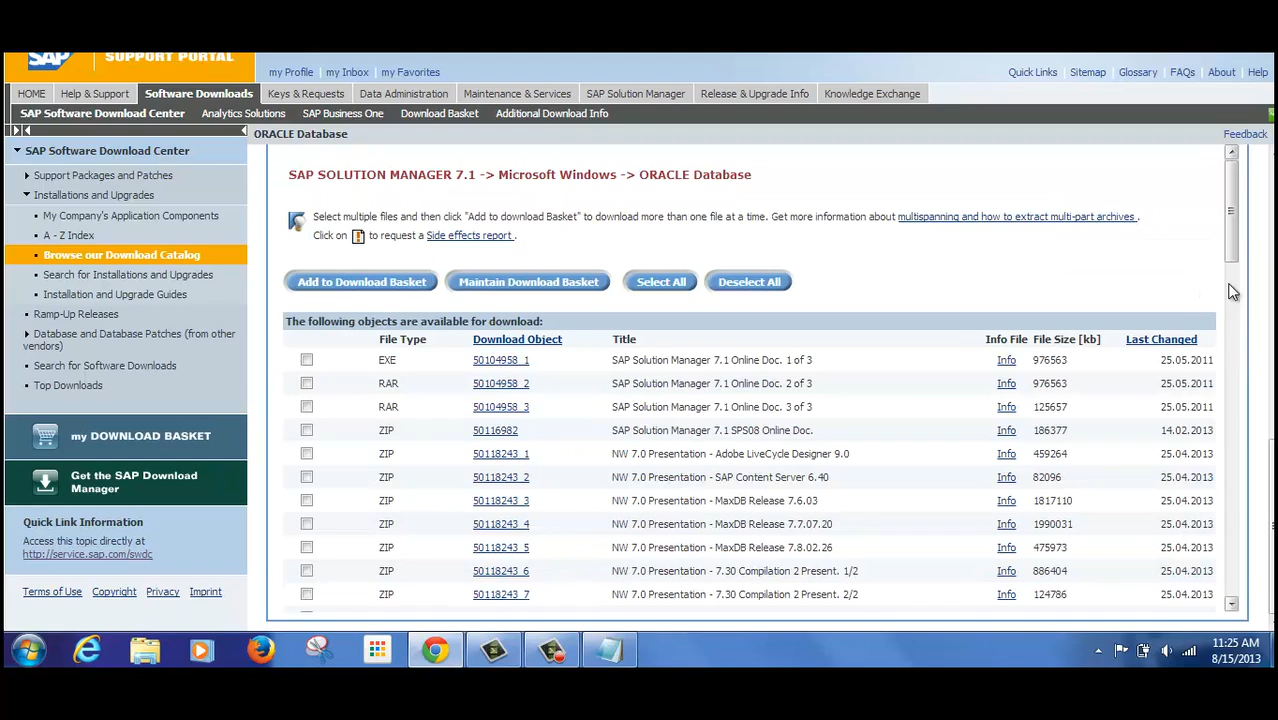 SAP
SUPPORT PORTAL
my Profile my Inbox my Favorites
Quick Links Sitemap Glossary FAQs About Help
HOME Help & Support Software Downloads Keys & Requests Data Administration Maintenance & Services SAP Solution Manager Release & Upgrade Info Knowledge Exchange
SAP Software Download Center Analytics Solutions SAP Business One Download Basket Additional Download Info
ORACLE Database
Feedback
SAP Software Download Center
Support Packages and Patches
Installations and Upgrades
My Company's Application Components
A - Z Index
Browse our Download Catalog
Search for Installations and Upgrades
Installation and Upgrade Guides
Ramp-Up Releases
Database and Database Patches (from other
vendors)
Search for Software Downloads
Top Downloads
my DOWNLOAD BASKET
Get the SAP Download
Manager
Quick Link Information
Access this topic directly at
http://service.sap.com/swdc
Terms of Use Copyright Privacy Imprint
SAP SOLUTION MANAGER 7.1 -> Microsoft Windows -> ORACLE Database
Select multiple files and then click "Add to download Basket" to download more than one file at a time. Get more information about multispanning and how to extract multi-part archives .
Click on to request a Side effects report .
Add to Download Basket Maintain Download Basket Select All Deselect All
The following objects are available for download:
File Type Download Object Title Info File File Size [kb] Last Changed
EXE 50104958_1 SAP Solution Manager 7.1 Online Doc. 1 of 3 Info 976563 25.05.2011
RAR 50104958_2 SAP Solution Manager 7.1 Online Doc. 2 of 3 Info 976563 25.05.2011
RAR 50104958_3 SAP Solution Manager 7.1 Online Doc. 3 of 3 Info 125657 25.05.2011
ZIP 50116982 SAP Solution Manager 7.1 SPS08 Online Doc. Info 186377 14.02.2013
ZIP 50118243_1 NW 7.0 Presentation - Adobe LiveCycle Designer 9.0 Info 459264 25.04.2013
ZIP 50118243_2 NW 7.0 Presentation - SAP Content Server 6.40 Info 82096 25.04.2013
ZIP 50118243_3 NW 7.0 Presentation - MaxDB Release 7.6.03 Info 1817110 25.04.2013
ZIP 50118243_4 NW 7.0 Presentation - MaxDB Release 7.7.07.20 Info 1990031 25.04.2013
ZIP 50118243_5 NW 7.0 Presentation - MaxDB Release 7.8.02.26 Info 475973 25.04.2013
ZIP 50118243_6 NW 7.0 Presentation - 7.30 Compilation 2 Present. 1/2 Info 886404 25.04.2013
ZIP 50118243_7 NW 7.0 Presentation - 7.30 Compilation 2 Present. 2/2 Info 124786 25.04.2013
11:25 AM
8/15/2013